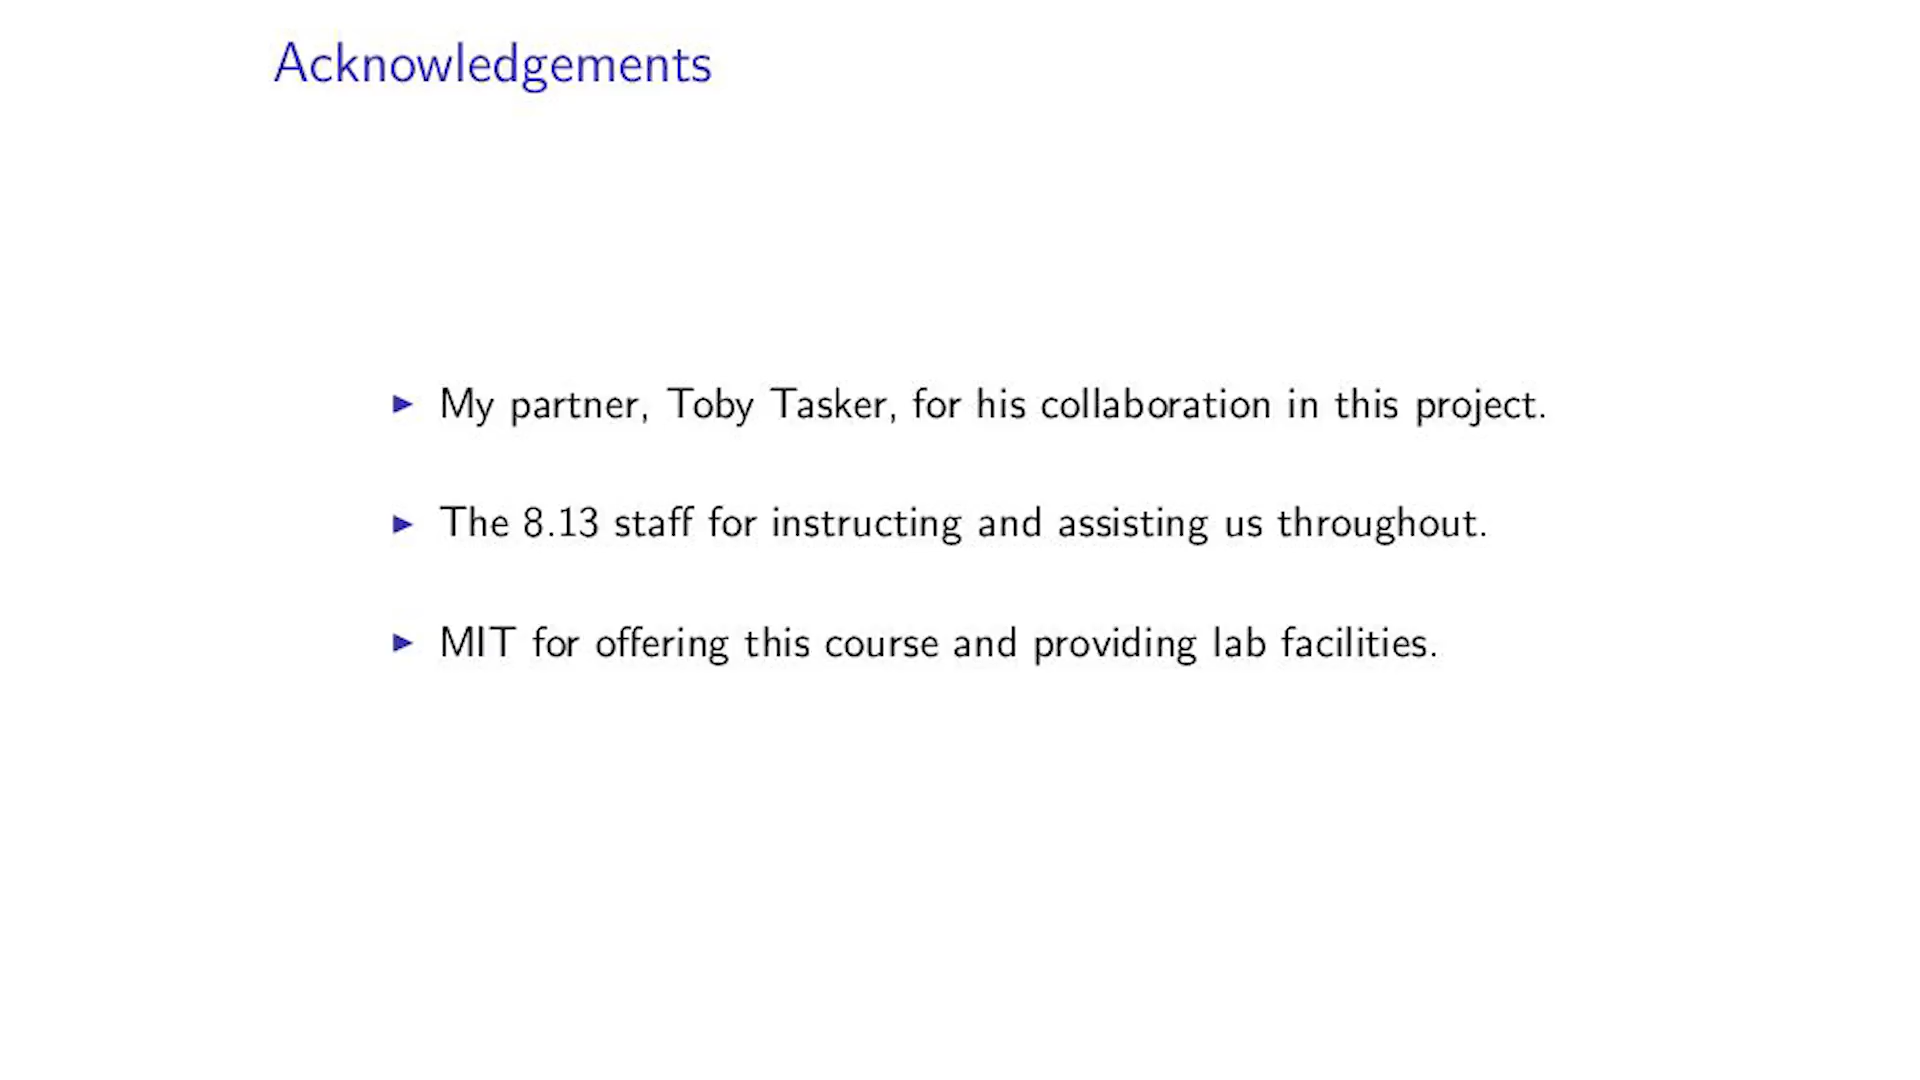 Acknowledgements
▶ My partner, Toby Tasker, for his collaboration in this project.
▶ The 8.13 staff for instructing and assisting us throughout.
▶ MIT for offering this course and providing lab facilities.